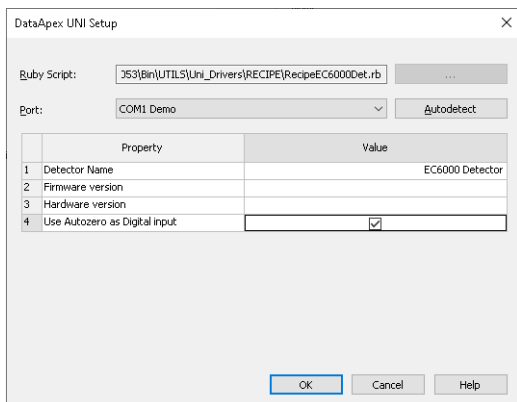 DataApex UNI Setup
Ruby Script: 053\Bin\UTILS\Uni_Drivers\RECIPE\RecipeEC6000Det.rb ...
Port: COM1 Demo Autodetect
Property Value
1 Detector Name EC6000 Detector
2 Firmware version
3 Hardware version
4 Use Autozero as Digital input
OK Cancel Help